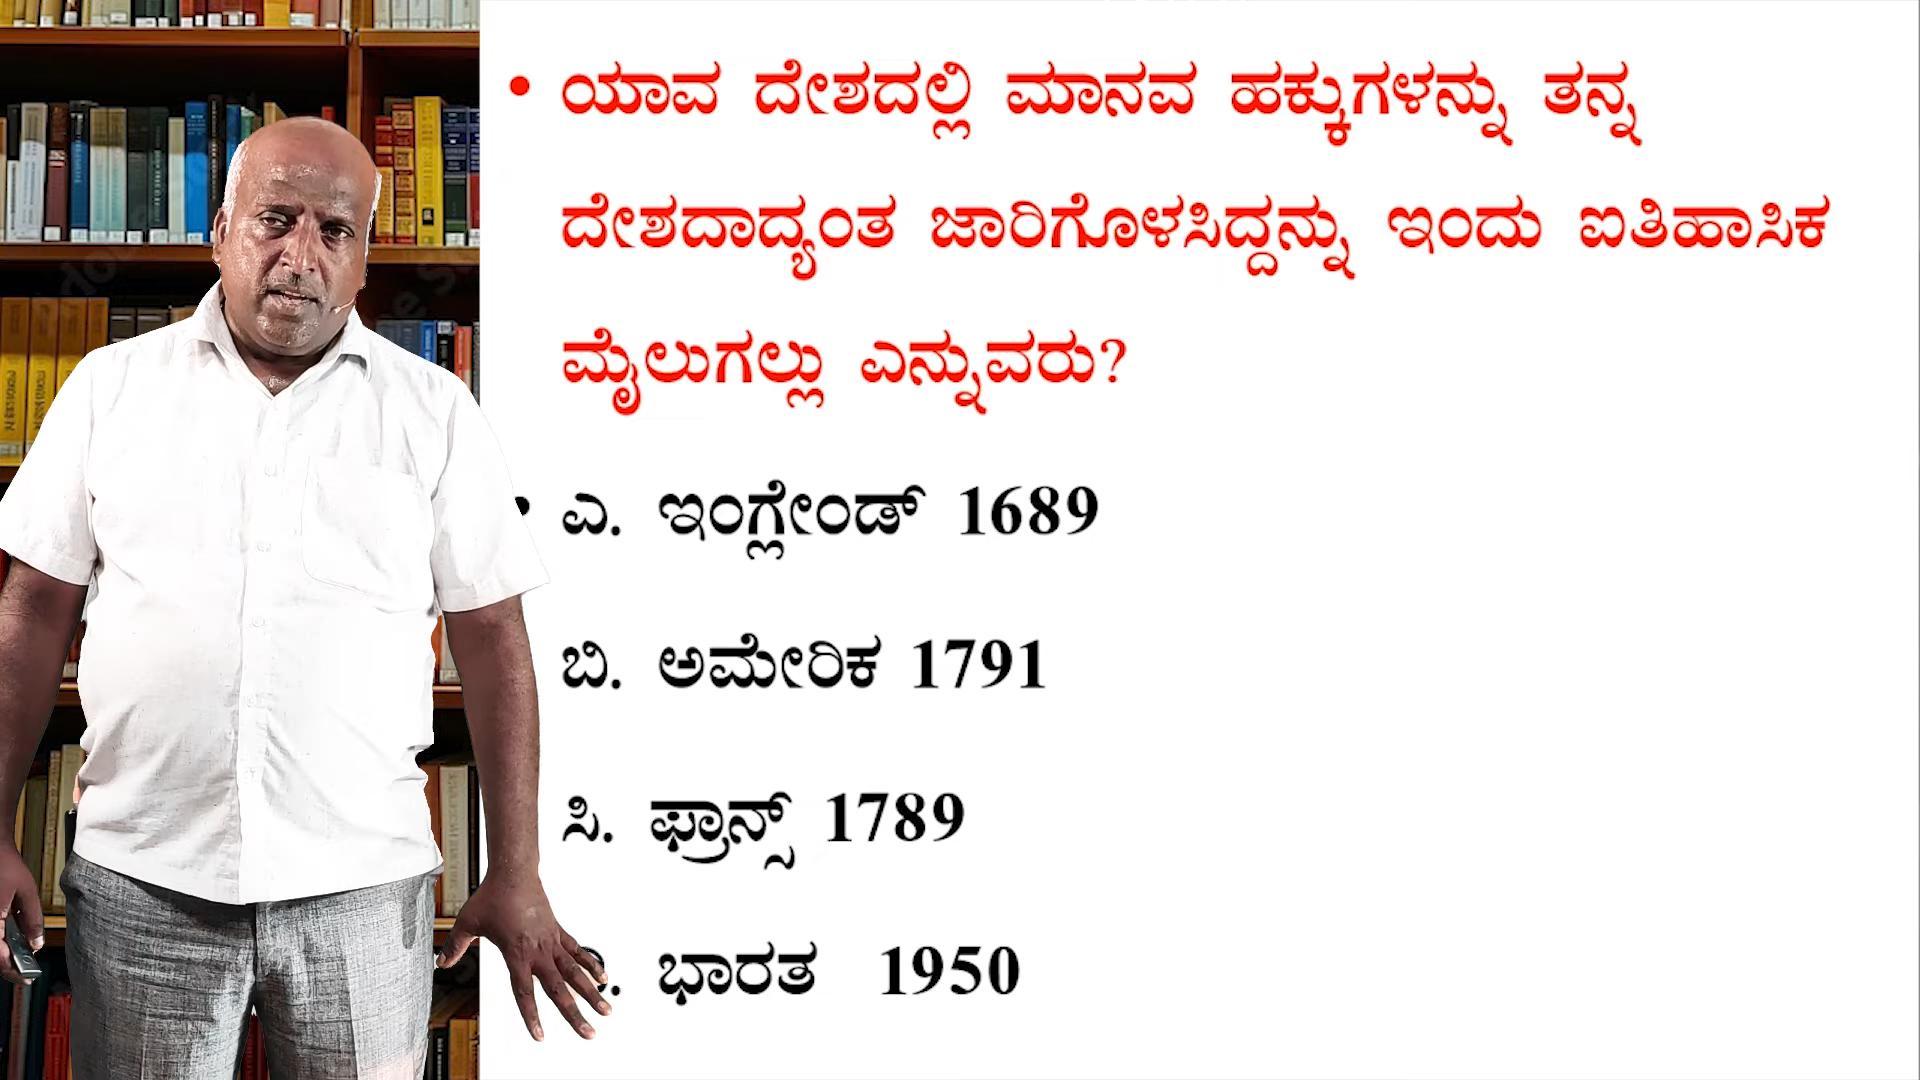 • ಯಾವ ದೇಶದಲ್ಲಿ ಮಾನವ ಹಕ್ಕುಗಳನ್ನು ತನ್ನ
ದೇಶದಾದ್ಯಂತ ಜಾರಿಗೊಳಸಿದ್ದನ್ನು ಇಂದು ಐತಿಹಾಸಿಕ
ಮೈಲುಗಲ್ಲು ಎನ್ನುವರು?
• ಎ. ಇಂಗ್ಲೇಂಡ್ 1689
ಬಿ. ಅಮೇರಿಕ 1791
ಸಿ. ಫ್ರಾನ್ಸ್ 1789
ಭಾರತ 1950